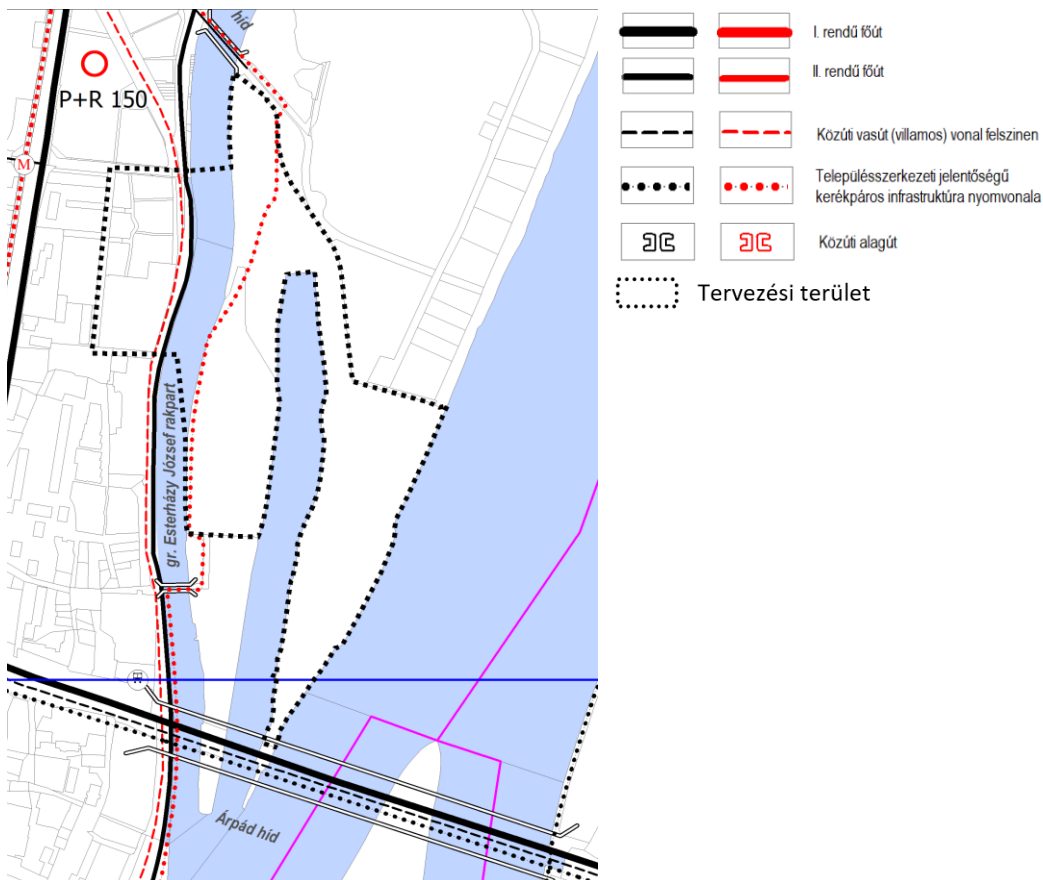 híd
P+R 150
M
gr. Esterházy József rakpart
H
Árpád híd
I. rendű főút
II. rendű főút
Közúti vasút (villamos) vonal felszinen
Településszerkezeti jelentőségű
kerékpáros infrastruktúra nyomvonala
Közúti alagút
Tervezési terület